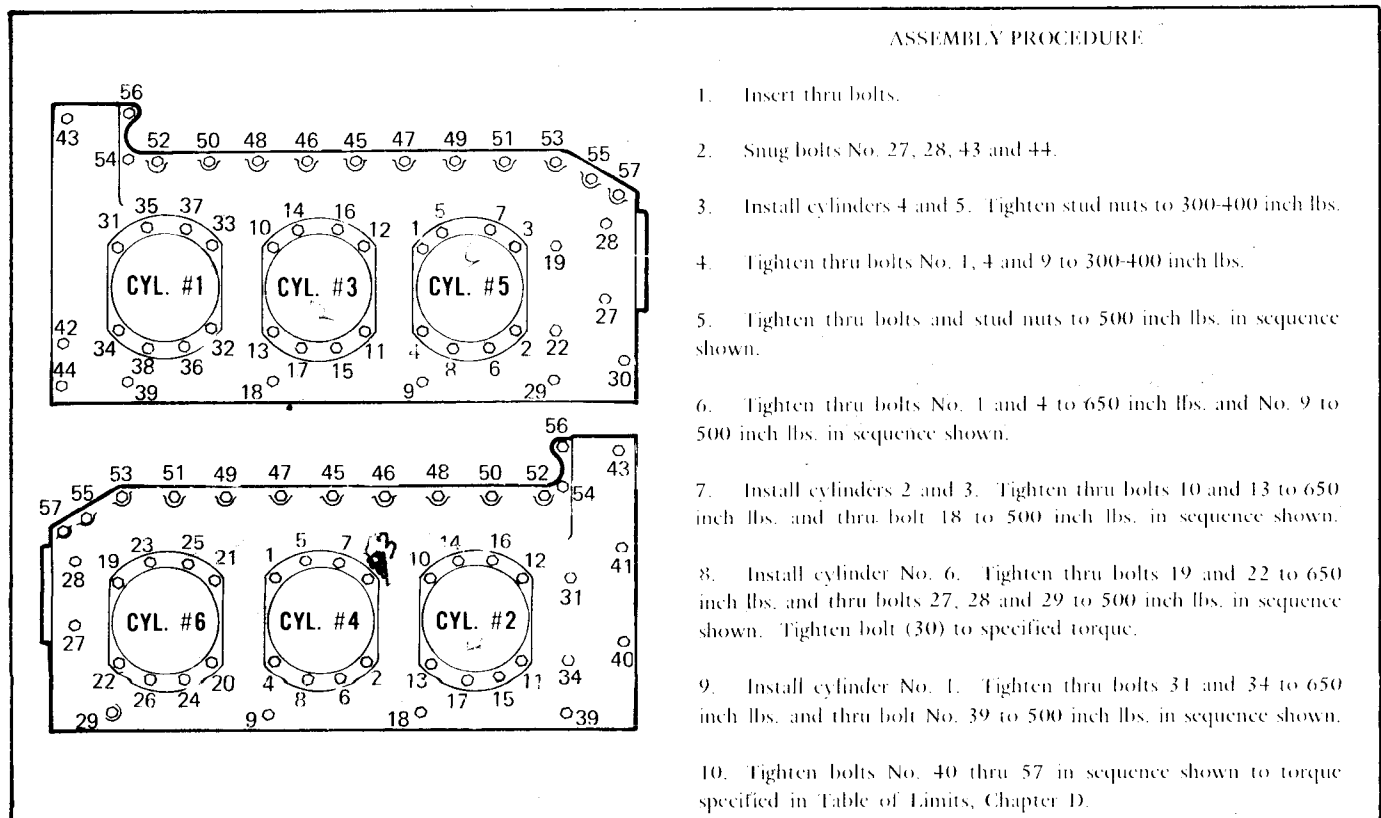 56
43
54 52 50 48 46 45 47 49 51 53 55 57
31 35 37 33 10 14 16 12 1 5 7 3 28
19
CYL. #1 CYL. #3 CYL. #5
27
42 34 38 36 32 13 17 15 11 4 8 6 2 22
44 39 18 9 29 30
56
43
57 55 53 51 49 47 45 46 48 50 52 54
28 19 23 25 21 1 5 7 3 10 14 16 12 41
31
CYL. #6 CYL. #4 CYL. #2
27
22 26 24 20 4 8 6 2 13 17 15 11 34 40
29 9 18 39
ASSEMBLY PROCEDURE
1. Insert thru bolts.
2. Snug bolts No. 27, 28, 43 and 44.
3. Install cylinders 4 and 5. Tighten stud nuts to 300-400 inch lbs.
4. Tighten thru bolts No. 1, 4 and 9 to 300-400 inch lbs.
5. Tighten thru bolts and stud nuts to 500 inch lbs. in sequence
shown.
6. Tighten thru bolts No. 1 and 4 to 650 inch lbs. and No. 9 to
500 inch lbs. in sequence shown.
7. Install cylinders 2 and 3. Tighten thru bolts 10 and 13 to 650
inch lbs. and thru bolt 18 to 500 inch lbs. in sequence shown.
8. Install cylinder No. 6. Tighten thru bolts 19 and 22 to 650
inch lbs. and thru bolts 27, 28 and 29 to 500 inch lbs. in sequence
shown. Tighten bolt (30) to specified torque.
9. Install cylinder No. 1. Tighten thru bolts 31 and 34 to 650
inch lbs. and thru bolt No. 39 to 500 inch lbs. in sequence shown.
10. Tighten bolts No. 40 thru 57 in sequence shown to torque
specified in Table of Limits, Chapter D.